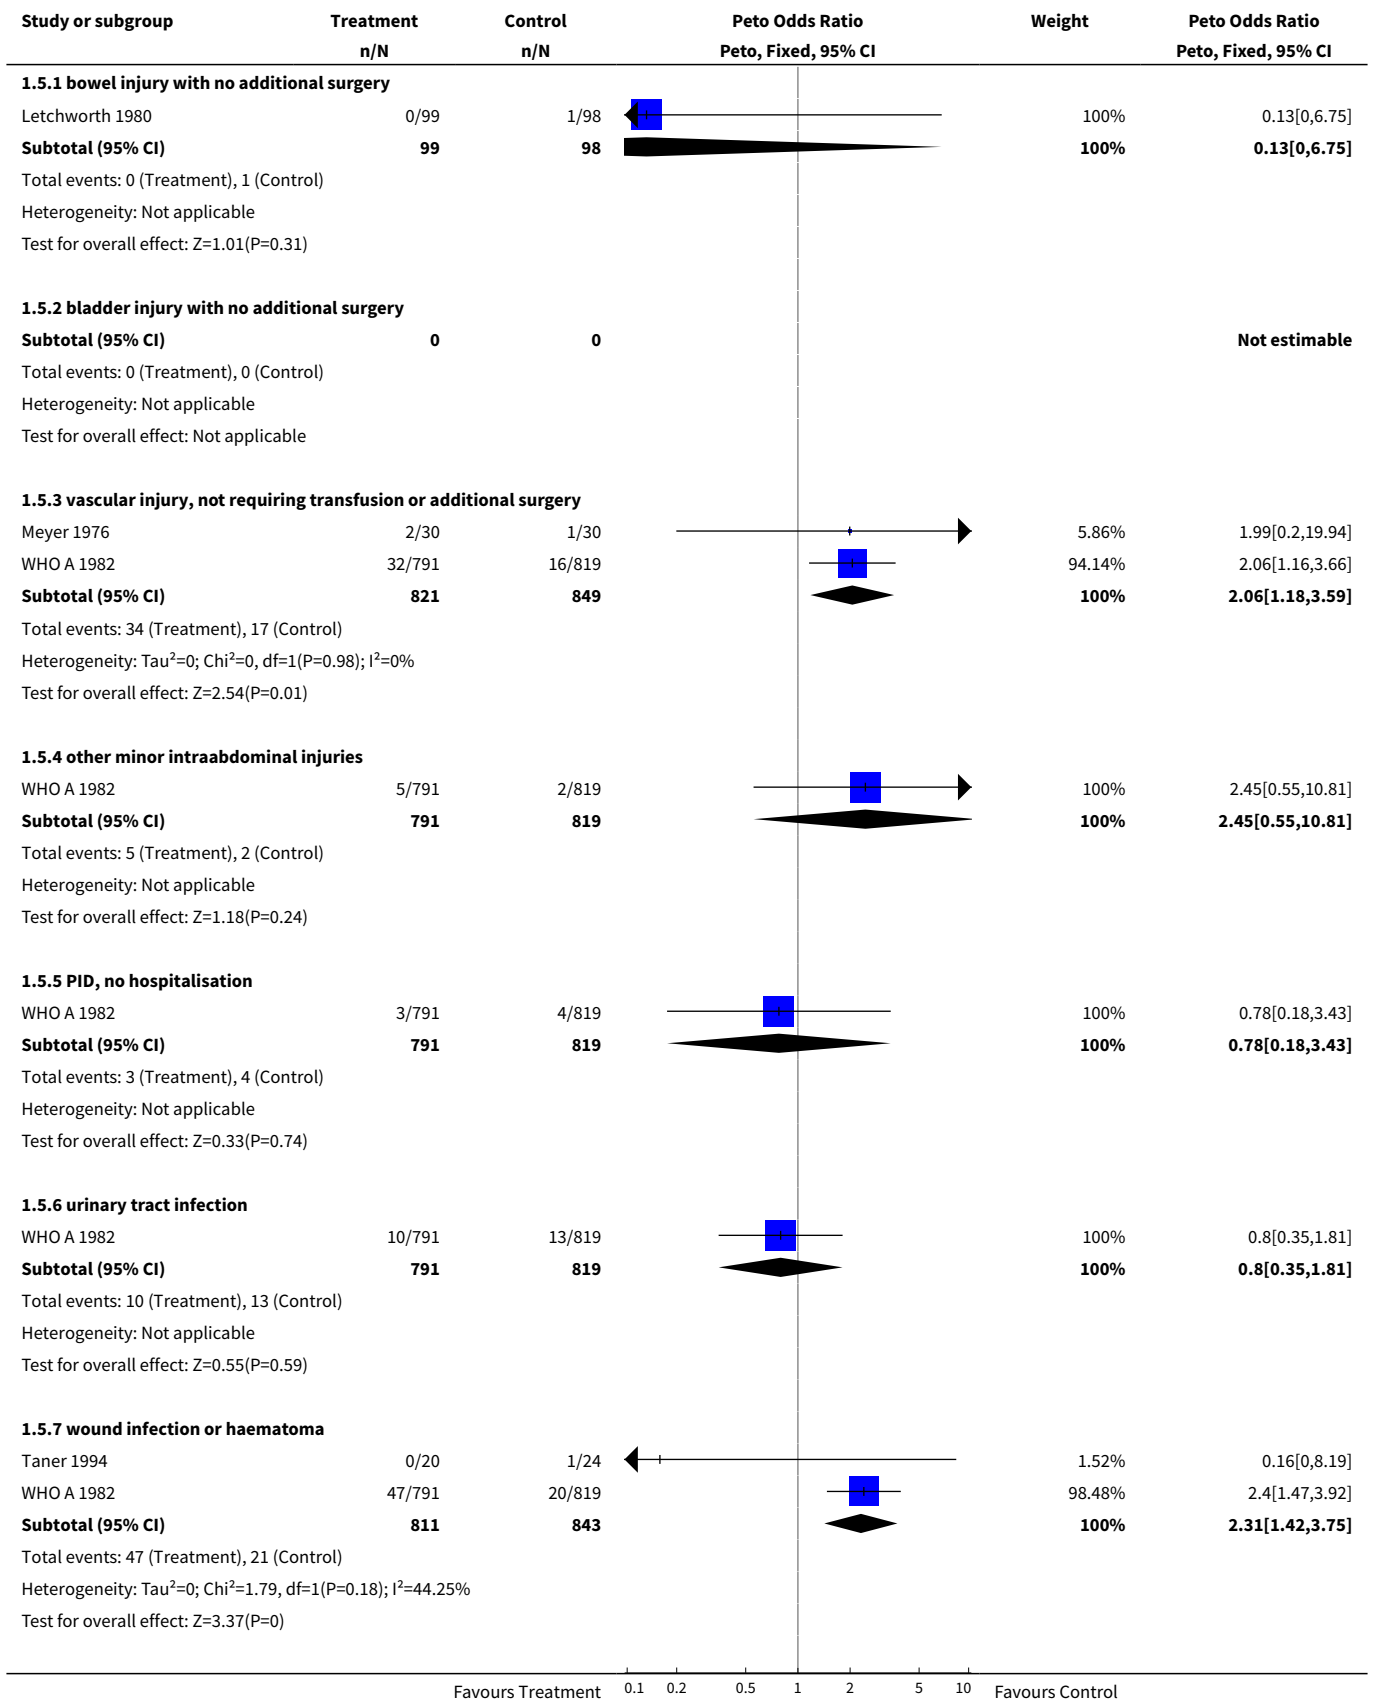 Study or subgroup Treatment Control Peto Odds Ratio Weight Peto Odds Ratio
n/N n/N Peto, Fixed, 95% CI Peto, Fixed, 95% CI
1.5.1 bowel injury with no additional surgery
Letchworth 1980 0/99 1/98 100% 0.13[0,6.75]
Subtotal (95% CI) 99 98 100% 0.13[0,6.75]
Total events: 0 (Treatment), 1 (Control)
Heterogeneity: Not applicable
Test for overall effect: Z=1.01(P=0.31)
1.5.2 bladder injury with no additional surgery
Subtotal (95% CI) 0 0 Not estimable
Total events: 0 (Treatment), 0 (Control)
Heterogeneity: Not applicable
Test for overall effect: Not applicable
1.5.3 vascular injury, not requiring transfusion or additional surgery
Meyer 1976 2/30 1/30 5.86% 1.99[0.2,19.94]
WHO A 1982 32/791 16/819 94.14% 2.06[1.16,3.66]
Subtotal (95% CI) 821 849 100% 2.06[1.18,3.59]
Total events: 34 (Treatment), 17 (Control)
Heterogeneity: Tau²=0; Chi²=0, df=1(P=0.98); I²=0%
Test for overall effect: Z=2.54(P=0.01)
1.5.4 other minor intraabdominal injuries
WHO A 1982 5/791 2/819 100% 2.45[0.55,10.81]
Subtotal (95% CI) 791 819 100% 2.45[0.55,10.81]
Total events: 5 (Treatment), 2 (Control)
Heterogeneity: Not applicable
Test for overall effect: Z=1.18(P=0.24)
1.5.5 PID, no hospitalisation
WHO A 1982 3/791 4/819 100% 0.78[0.18,3.43]
Subtotal (95% CI) 791 819 100% 0.78[0.18,3.43]
Total events: 3 (Treatment), 4 (Control)
Heterogeneity: Not applicable
Test for overall effect: Z=0.33(P=0.74)
1.5.6 urinary tract infection
WHO A 1982 10/791 13/819 100% 0.8[0.35,1.81]
Subtotal (95% CI) 791 819 100% 0.8[0.35,1.81]
Total events: 10 (Treatment), 13 (Control)
Heterogeneity: Not applicable
Test for overall effect: Z=0.55(P=0.59)
1.5.7 wound infection or haematoma
Taner 1994 0/20 1/24 1.52% 0.16[0,8.19]
WHO A 1982 47/791 20/819 98.48% 2.4[1.47,3.92]
Subtotal (95% CI) 811 843 100% 2.31[1.42,3.75]
Total events: 47 (Treatment), 21 (Control)
Heterogeneity: Tau²=0; Chi²=1.79, df=1(P=0.18); I²=44.25%
Test for overall effect: Z=3.37(P=0)
Favours Treatment 0.1 0.2 0.5 1 2 5 10 Favours Control